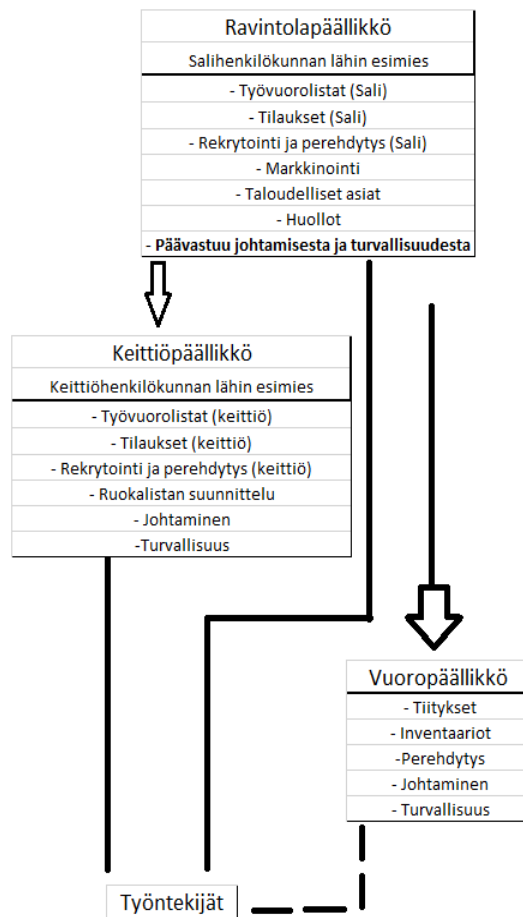 Ravintolapäällikkö
Salihenkilökunnan lähin esimies
- Työvuorolistat (Sali)
- Tilaukset (Sali)
- Rekrytointi ja perehdytys (Sali)
- Markkinointi
- Taloudelliset asiat
- Huollot
- Päävastuu johtamisesta ja turvallisuudesta
Keittiöpäällikkö
Keittiöhenkilökunnan lähin esimies
- Työvuorolistat (keittiö)
- Tilaukset (keittiö)
- Rekrytointi ja perehdytys (keittiö)
- Ruokalistan suunnittelu
- Johtaminen
-Turvallisuus
Vuoropäällikkö
- Tiitykset
- Inventaariot
-Perehdytys
- Johtaminen
- Turvallisuus
Työntekijät